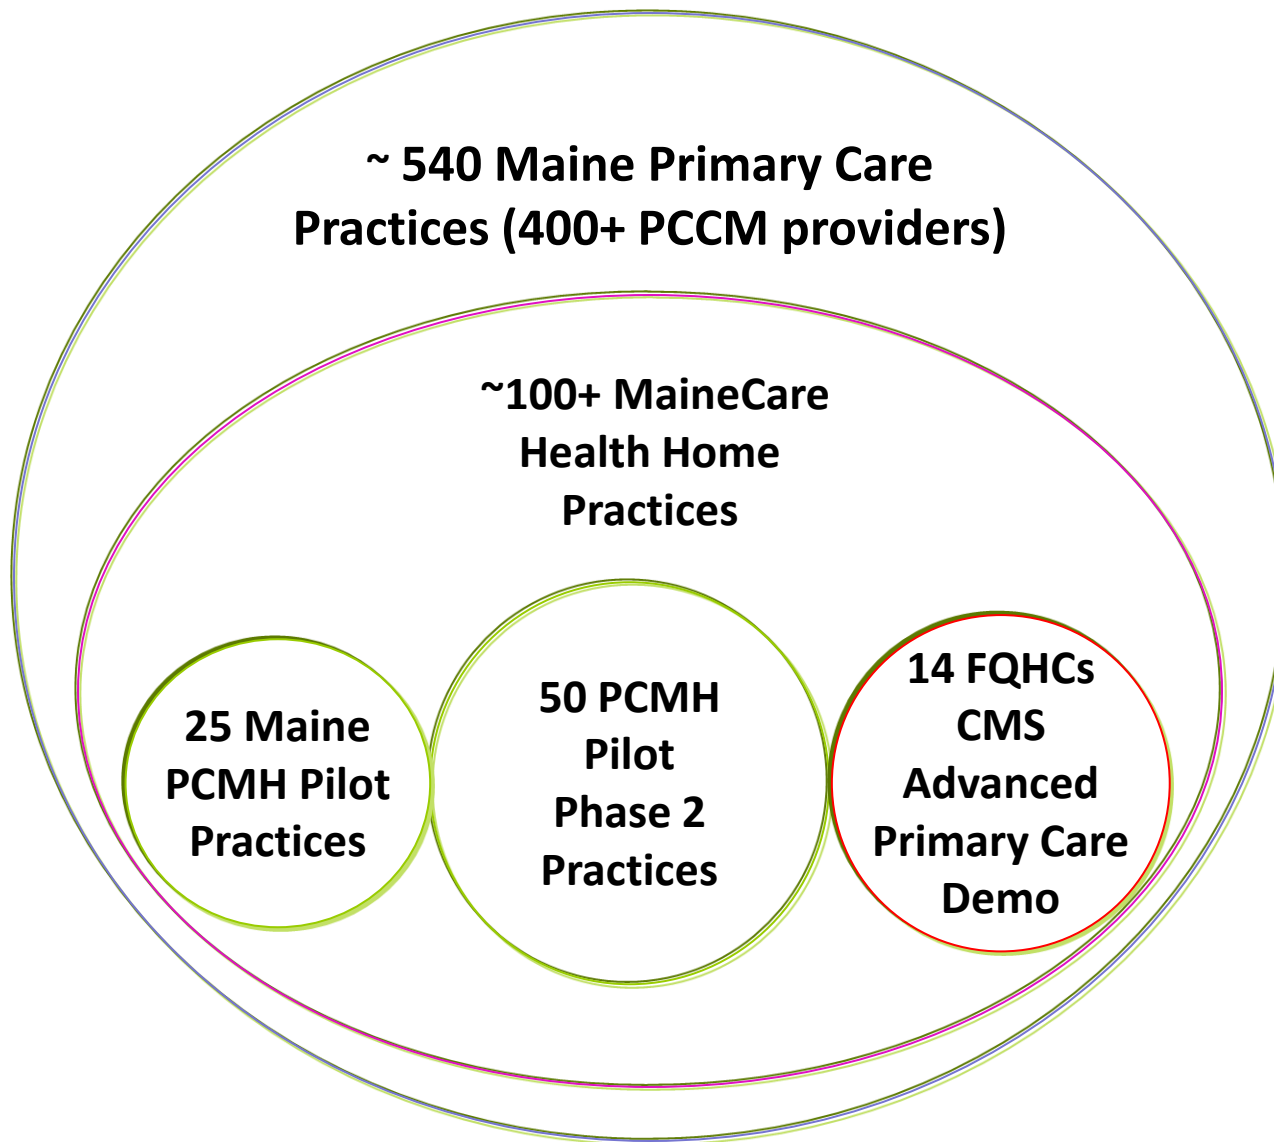 ~ 540 Maine Primary Care
Practices (400+ PCCM providers)
~100+ MaineCare
Health Home
Practices
25 Maine
PCMH Pilot
Practices
50 PCMH
Pilot
Phase 2
Practices
14 FQHCs
CMS
Advanced
Primary Care
Demo